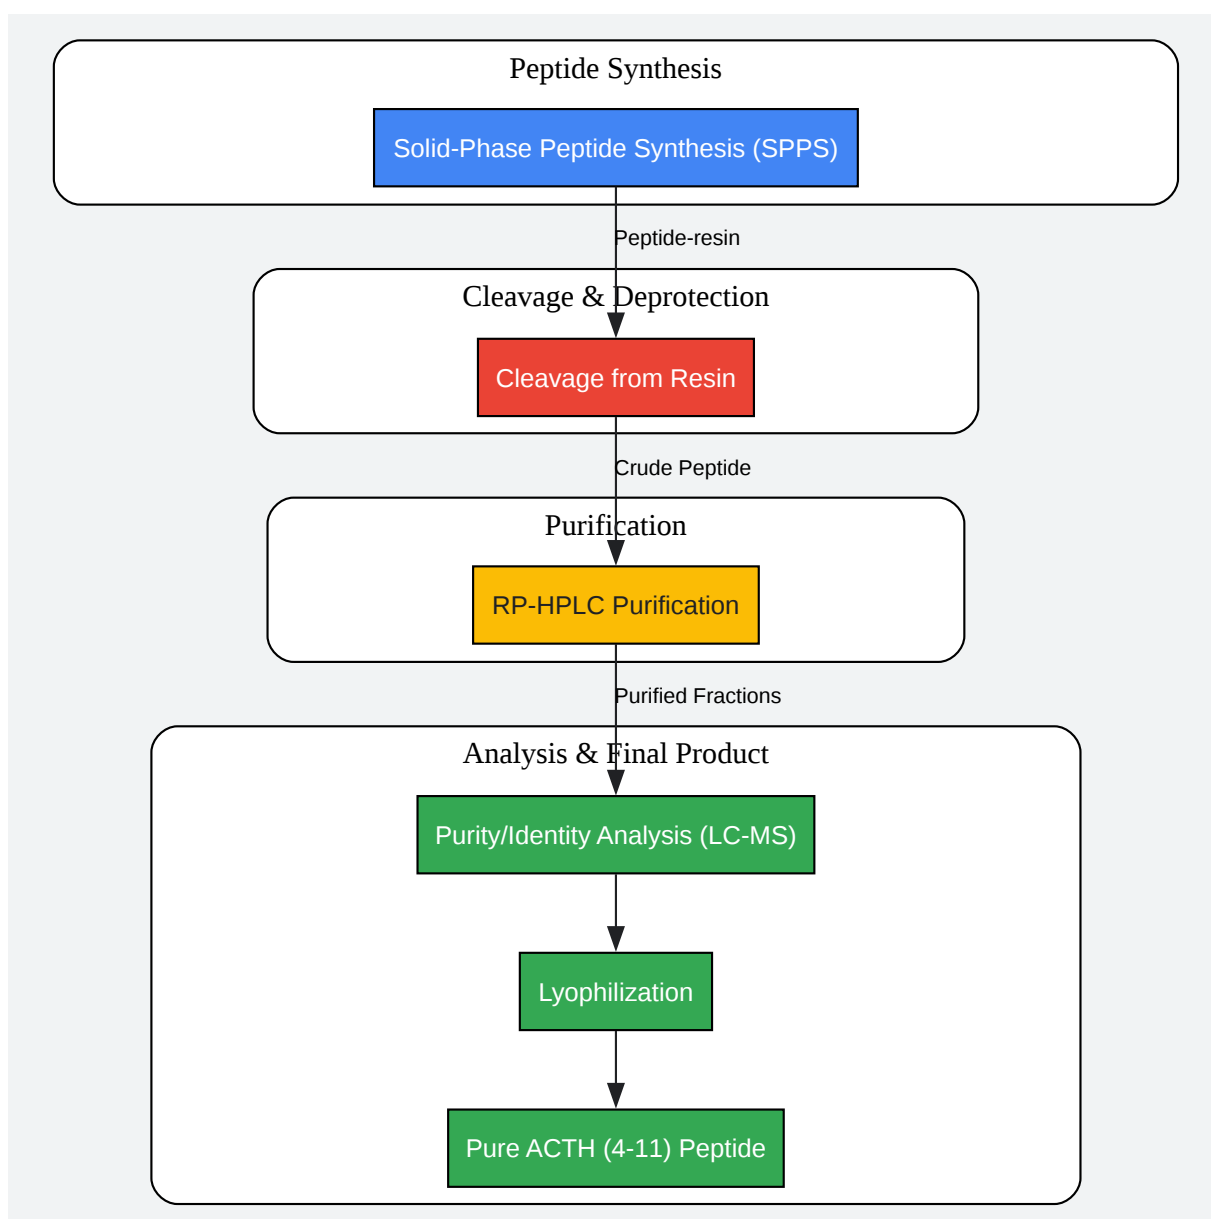 Peptide Synthesis
Solid-Phase Peptide Synthesis (SPPS)
Peptide-resin
Cleavage & Deprotection
Cleavage from Resin
Crude Peptide
Purification
RP-HPLC Purification
Purified Fractions
Analysis & Final Product
Purity/Identity Analysis (LC-MS)
Lyophilization
Pure ACTH (4-11) Peptide